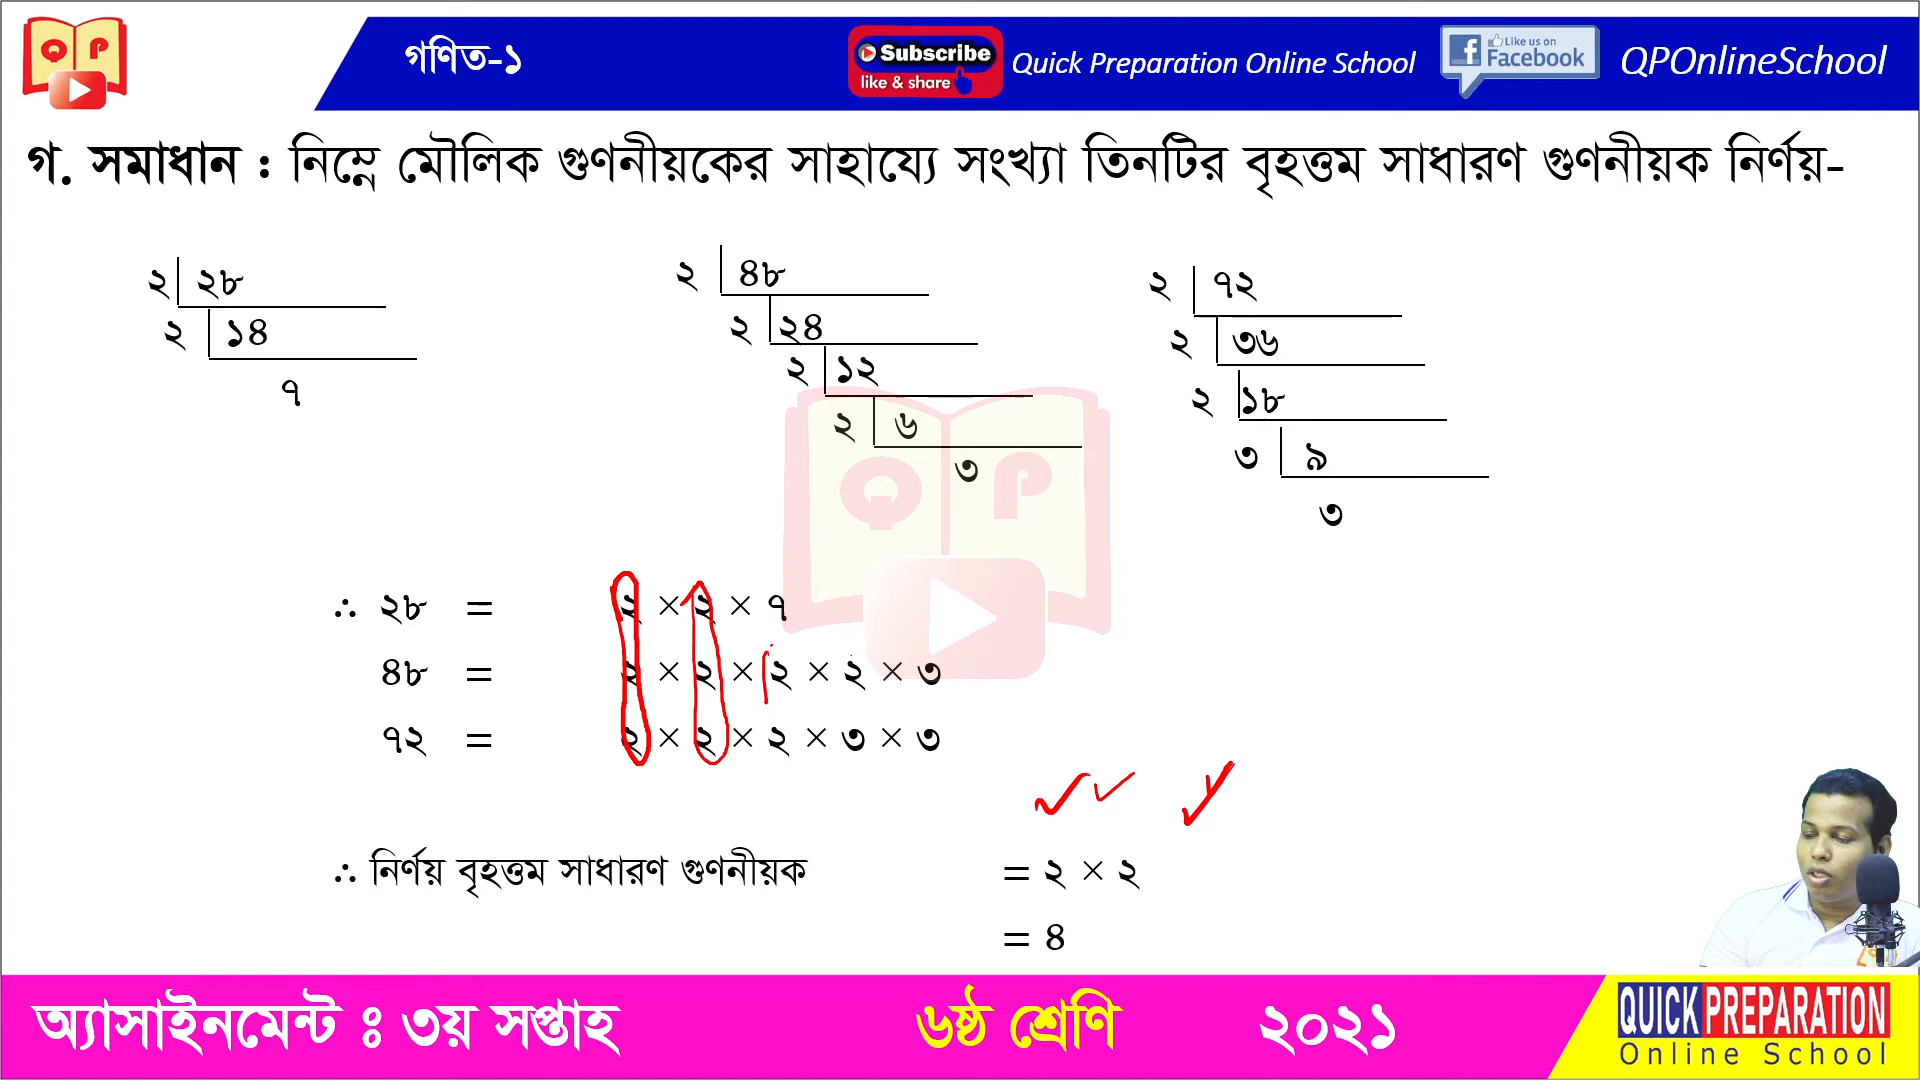 QP
গণিত-১
Subscribe
like & share
Quick Preparation Online School
Like us on
Facebook
QPOnlineSchool
গ. সমাধান : নিম্নে মৌলিক গুণনীয়কের সাহায্যে সংখ্যা তিনটির বৃহত্তম সাধারণ গুণনীয়ক নির্ণয়-
২ ২৮
২ ১৪
৭
২ ৪৮
২ ২৪
২ ১২
২ ৬
৩
২ ৭২
২ ৩৬
২ ১৮
৩ ৯
৩
QP
∴ ২৮ = ২ × ২ × ৭
৪৮ = ২ × ২ × ২ × ২ × ৩
৭২ = ২ × ২ × ২ × ৩ × ৩
∴ নির্ণয় বৃহত্তম সাধারণ গুণনীয়ক = ২ × ২
= ৪
অ্যাসাইনমেন্ট ঃ ৩য় সপ্তাহ ৬ষ্ঠ শ্রেণি ২০২১
QUICK PREPARATION
Online School